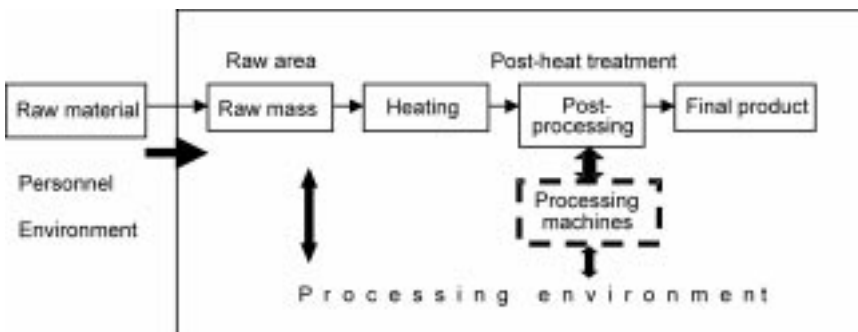 Raw area
Post-heat treatment
Raw material
Raw mass
Heating
Post-
processing
Final product
Personnel
Environment
Processing
machines
Processing environment